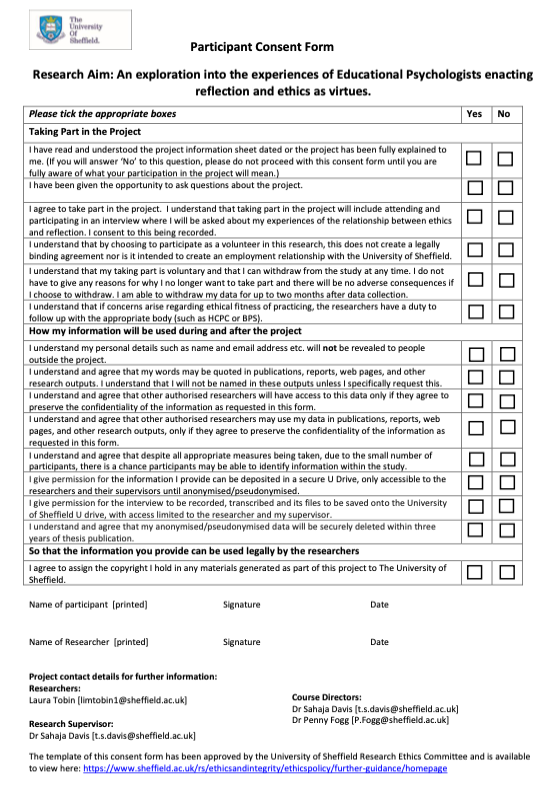 The
University
Of
Sheffield.
Participant Consent Form
Research Aim: An exploration into the experiences of Educational Psychologists enacting
reflection and ethics as virtues.
Please tick the appropriate boxes Yes No
Taking Part in the Project
I have read and understood the project information sheet dated or the project has been fully explained to
me. (If you will answer ‘No’ to this question, please do not proceed with this consent form until you are
fully aware of what your participation in the project will mean.)
I have been given the opportunity to ask questions about the project.
I agree to take part in the project. I understand that taking part in the project will include attending and
participating in an interview where I will be asked about my experiences of the relationship between ethics
and reflection. I consent to this being recorded.
I understand that by choosing to participate as a volunteer in this research, this does not create a legally
binding agreement nor is it intended to create an employment relationship with the University of Sheffield.
I understand that my taking part is voluntary and that I can withdraw from the study at any time. I do not
have to give any reasons for why I no longer want to take part and there will be no adverse consequences if
I choose to withdraw. I am able to withdraw my data for up to two months after data collection.
I understand that if concerns arise regarding ethical fitness of practicing, the researchers have a duty to
follow up with the appropriate body (such as HCPC or BPS).
How my information will be used during and after the project
I understand my personal details such as name and email address etc. will not be revealed to people
outside the project.
I understand and agree that my words may be quoted in publications, reports, web pages, and other
research outputs. I understand that I will not be named in these outputs unless I specifically request this.
I understand and agree that other authorised researchers will have access to this data only if they agree to
preserve the confidentiality of the information as requested in this form.
I understand and agree that other authorised researchers may use my data in publications, reports, web
pages, and other research outputs, only if they agree to preserve the confidentiality of the information as
requested in this form.
I understand and agree that despite all appropriate measures being taken, due to the small number of
participants, there is a chance participants may be able to identify information within the study.
I give permission for the information I provide can be deposited in a secure U Drive, only accessible to the
researchers and their supervisors until anonymised/pseudonymised.
I give permission for the interview to be recorded, transcribed and its files to be saved onto the University
of Sheffield U drive, with access limited to the researcher and my supervisor.
I understand and agree that my anonymised/pseudonymised data will be securely deleted within three
years of thesis publication.
So that the information you provide can be used legally by the researchers
I agree to assign the copyright I hold in any materials generated as part of this project to The University of
Sheffield.
Name of participant [printed] Signature Date
Name of Researcher [printed] Signature Date
Project contact details for further information:
Researchers:
Laura Tobin [limtobin1@sheffield.ac.uk]
Research Supervisor:
Dr Sahaja Davis [t.s.davis@sheffield.ac.uk]
Course Directors:
Dr Sahaja Davis [t.s.davis@sheffield.ac.uk]
Dr Penny Fogg [P.Fogg@sheffield.ac.uk]
The template of this consent form has been approved by the University of Sheffield Research Ethics Committee and is available
to view here: https://www.sheffield.ac.uk/rs/ethicsandintegrity/ethicspolicy/further-guidance/homepage